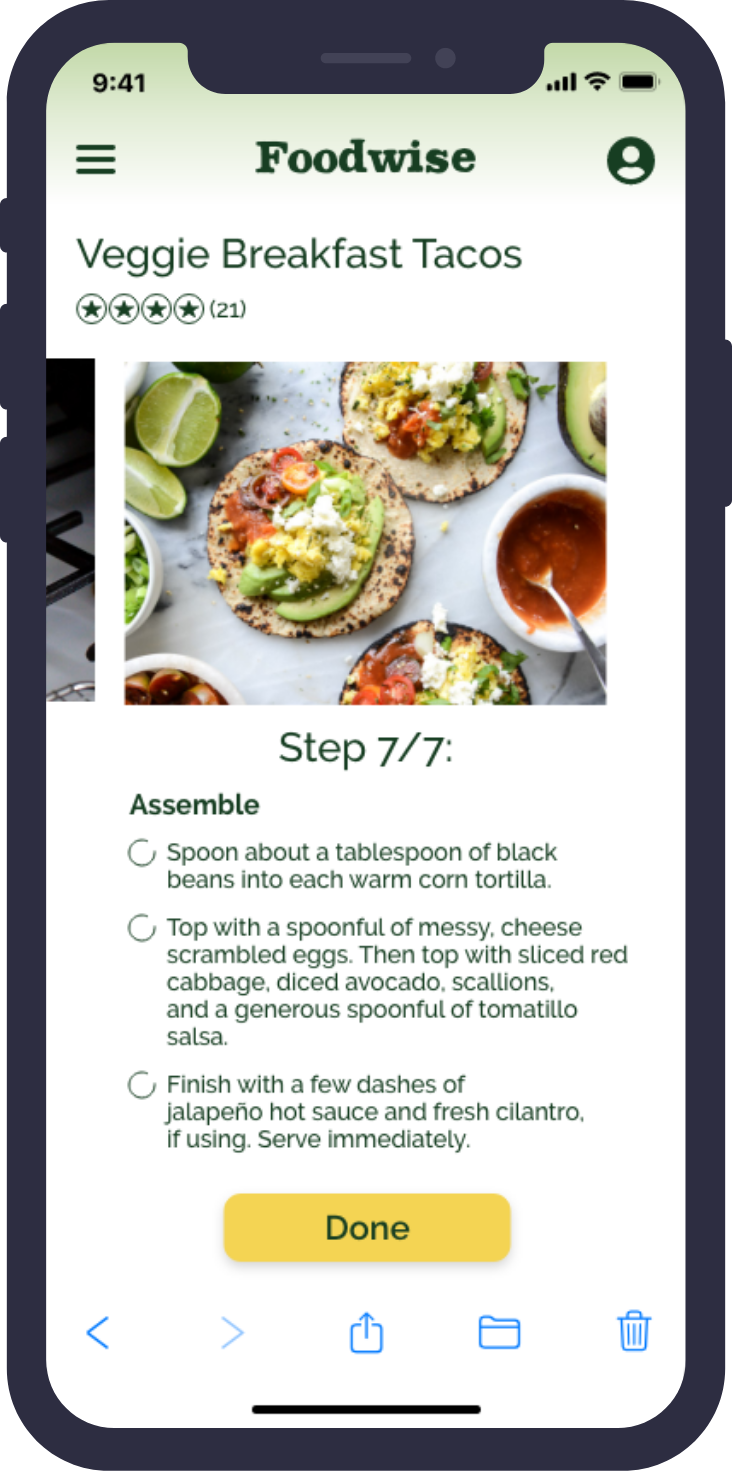 9:41
Foodwise
Veggie Breakfast Tacos
(21)
Step 7/7:
Assemble
Spoon about a tablespoon of black
beans into each warm corn tortilla.
Top with a spoonful of messy, cheese
scrambled eggs. Then top with sliced red
cabbage, diced avocado, scallions,
and a generous spoonful of tomatillo
salsa.
Finish with a few dashes of
jalapeño hot sauce and fresh cilantro,
if using. Serve immediately.
Done